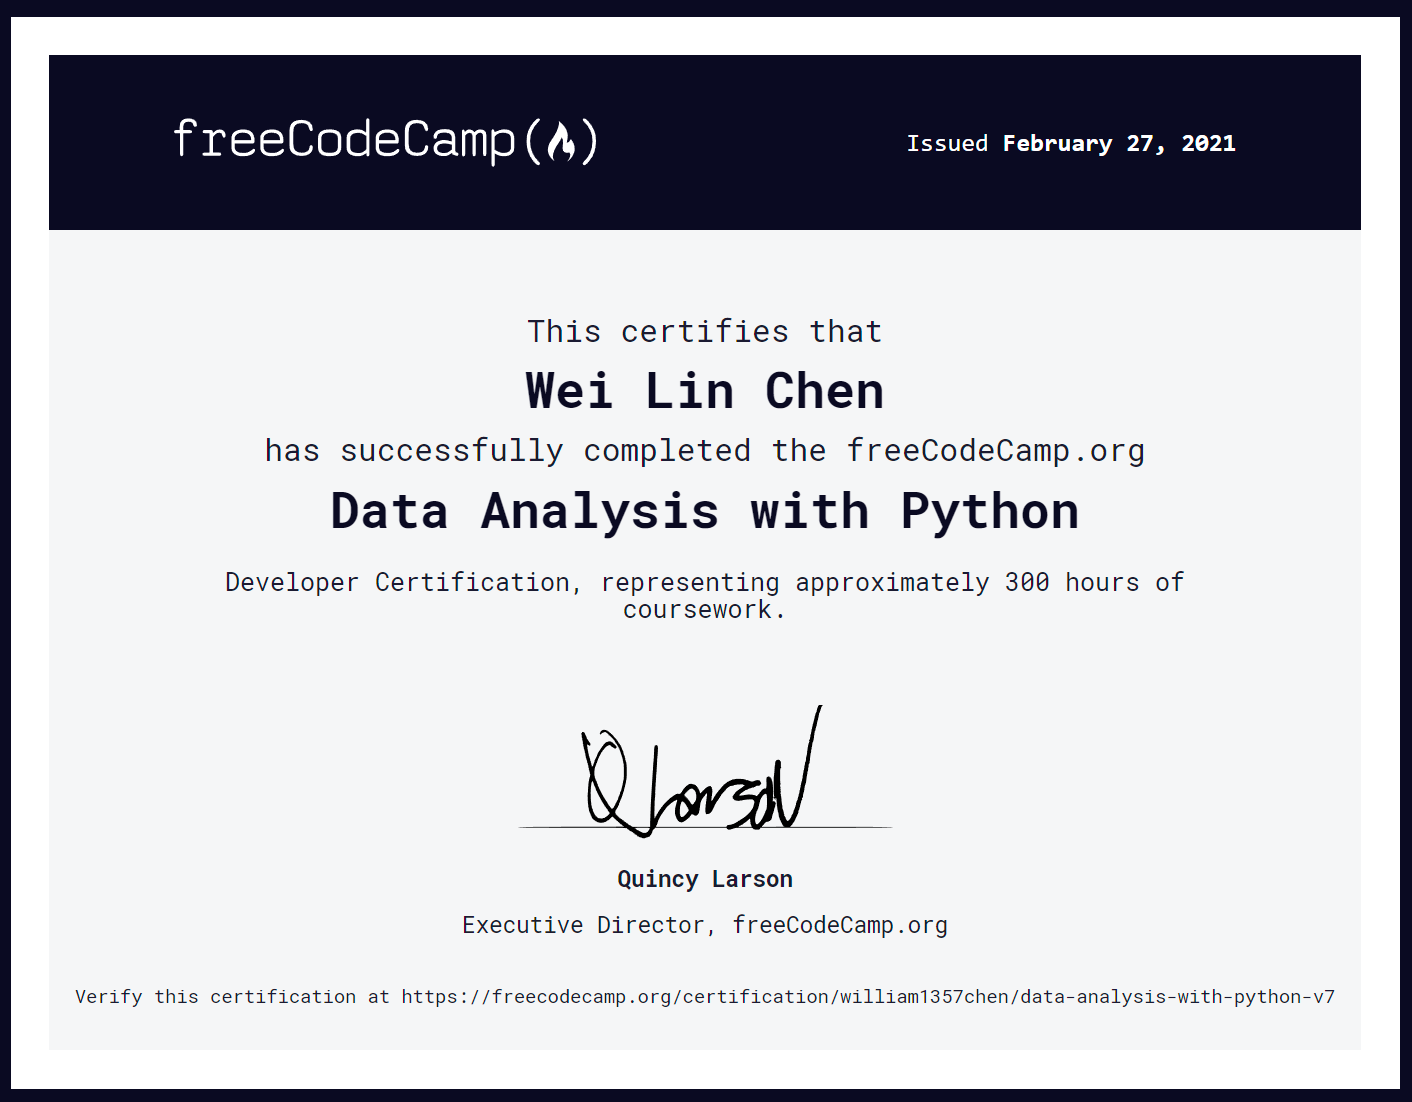 freeCodeCamp(🔥)
Issued February 27, 2021
This certifies that
Wei Lin Chen
has successfully completed the freeCodeCamp.org
Data Analysis with Python
Developer Certification, representing approximately 300 hours of
coursework.
Q Larson
Quincy Larson
Executive Director, freeCodeCamp.org
Verify this certification at https://freecodecamp.org/certification/william1357chen/data-analysis-with-python-v7